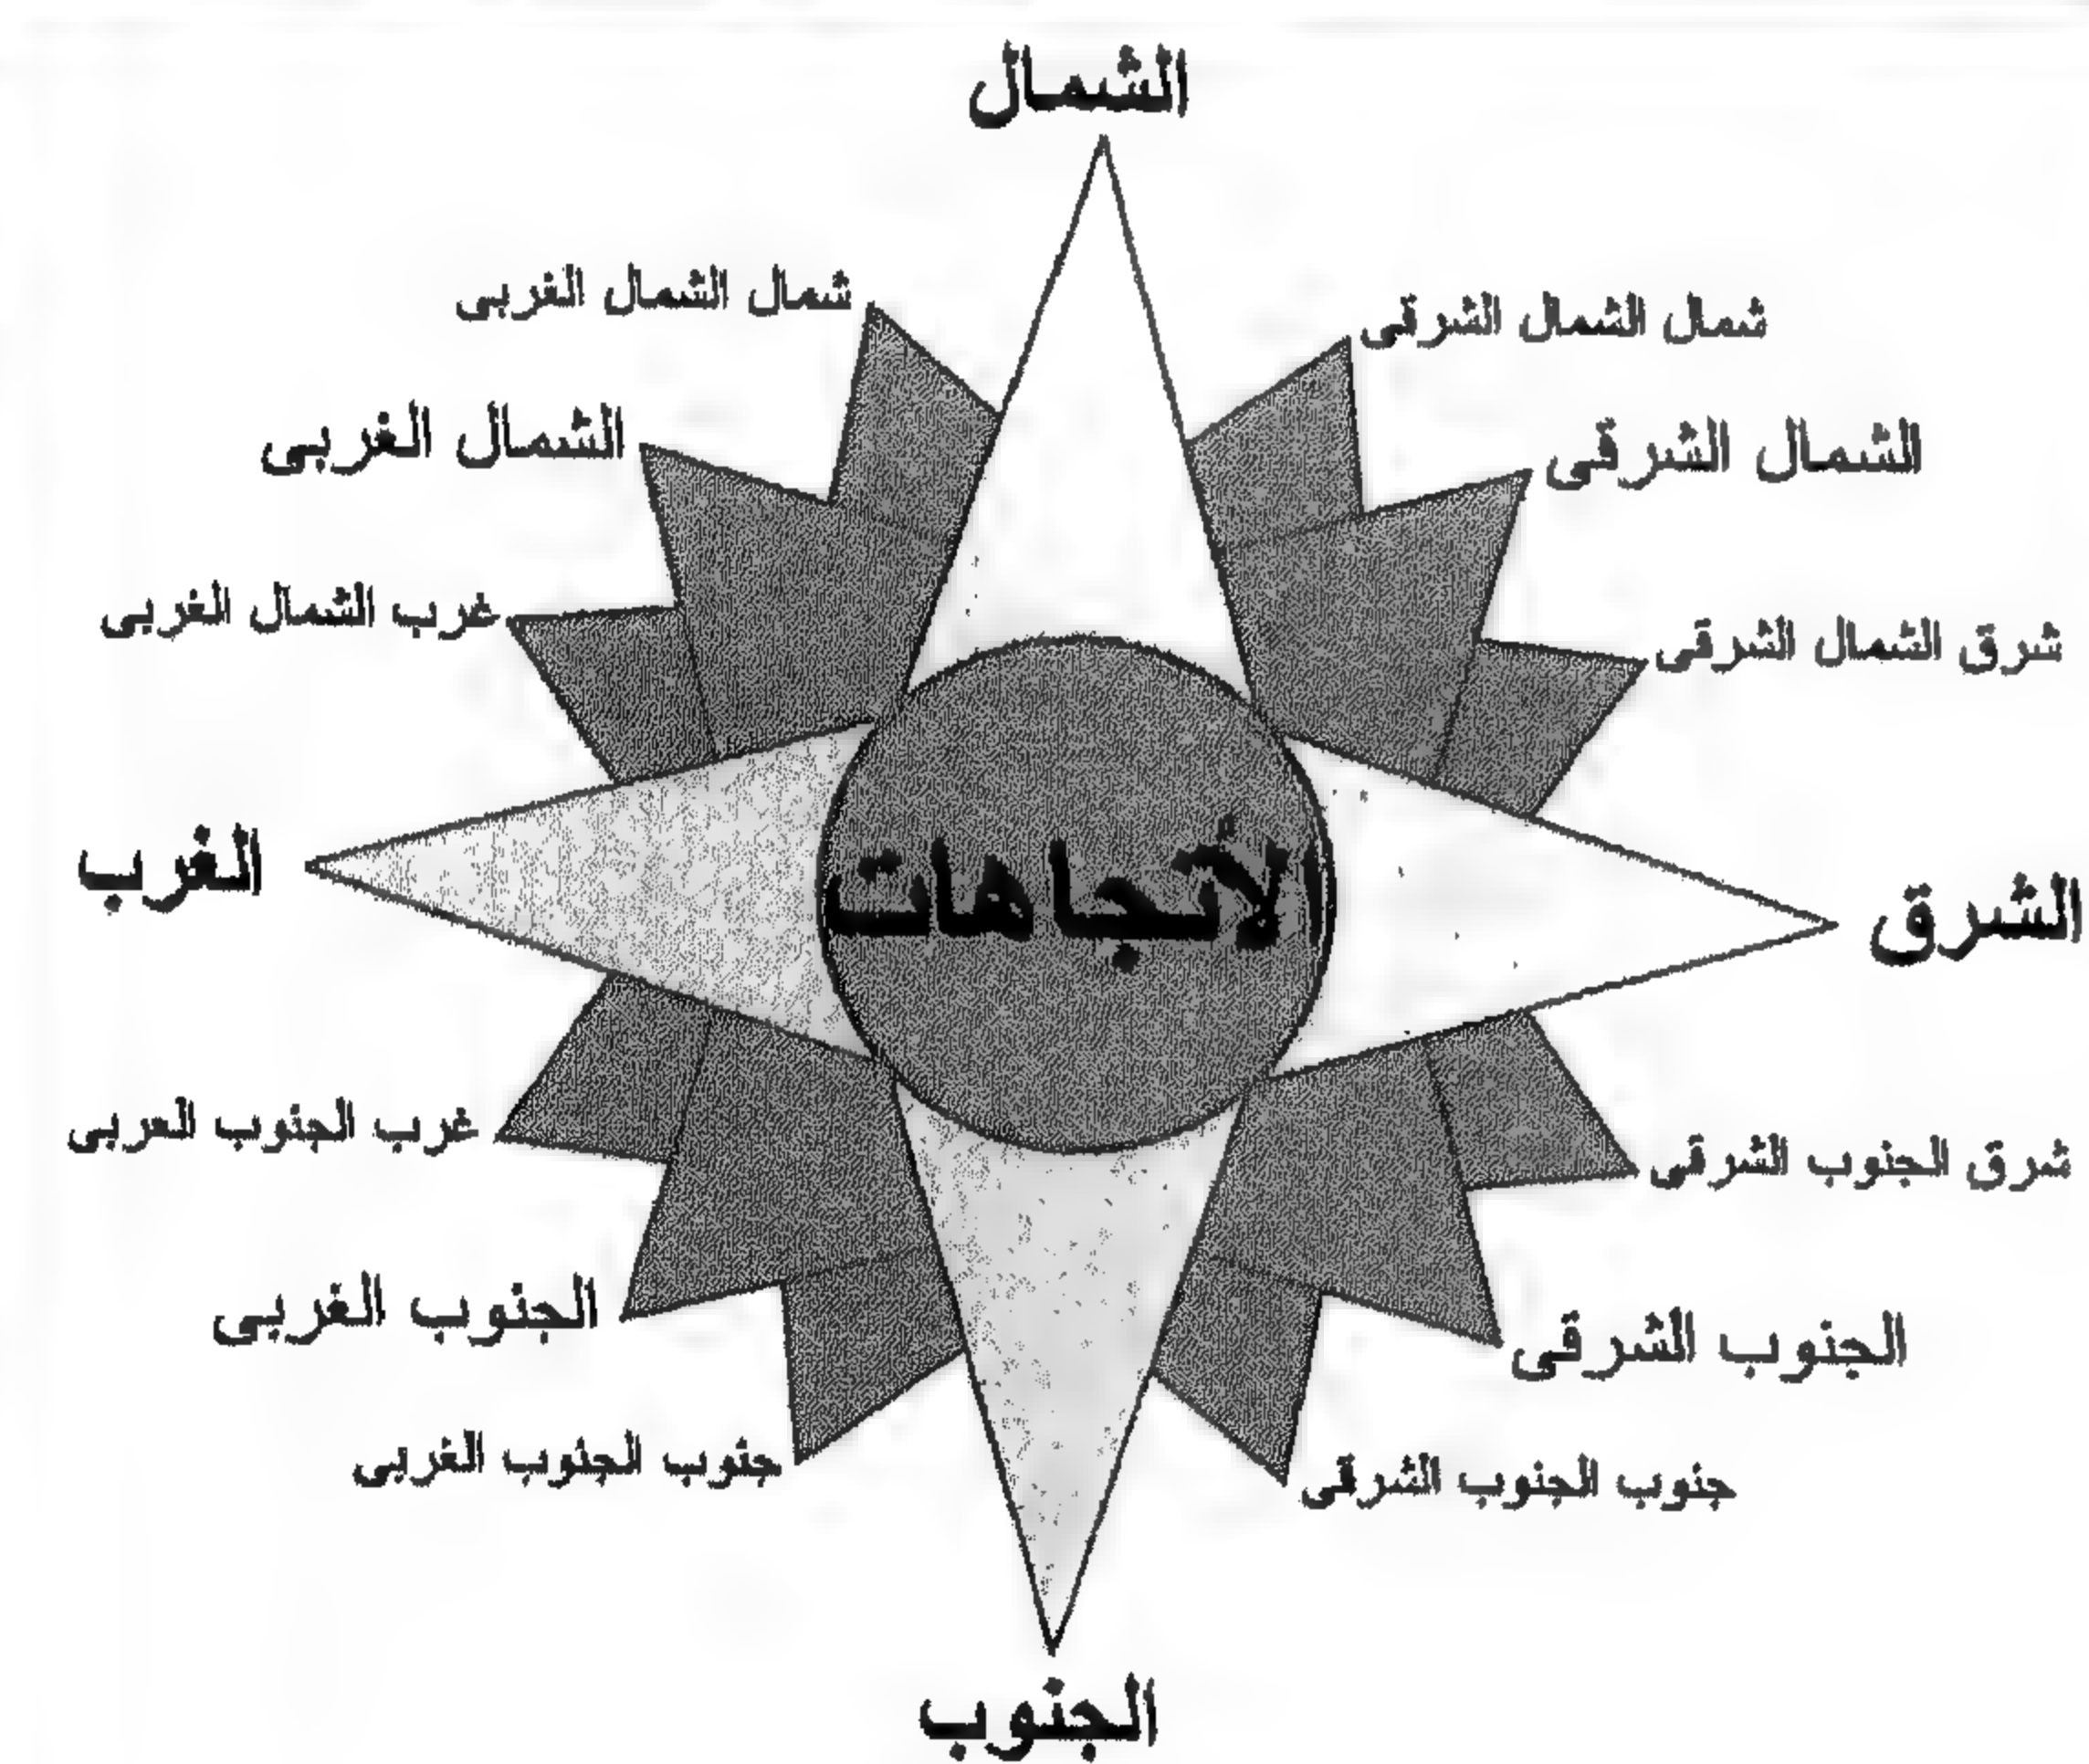 الشمال
شمال الشمال الشرقى
شمال الشمال الغربى
الشمال الشرقى
الشمال الغربى
شرق الشمال الشرقى
غرب الشمال الغربى
الشرق
الأتجاهات
الغرب
شرق الجنوب الشرقى
غرب الجنوب العربى
الجنوب الشرقى
الجنوب الغربى
جنوب الجنوب الشرقى
جنوب الجنوب الغربى
الجنوب